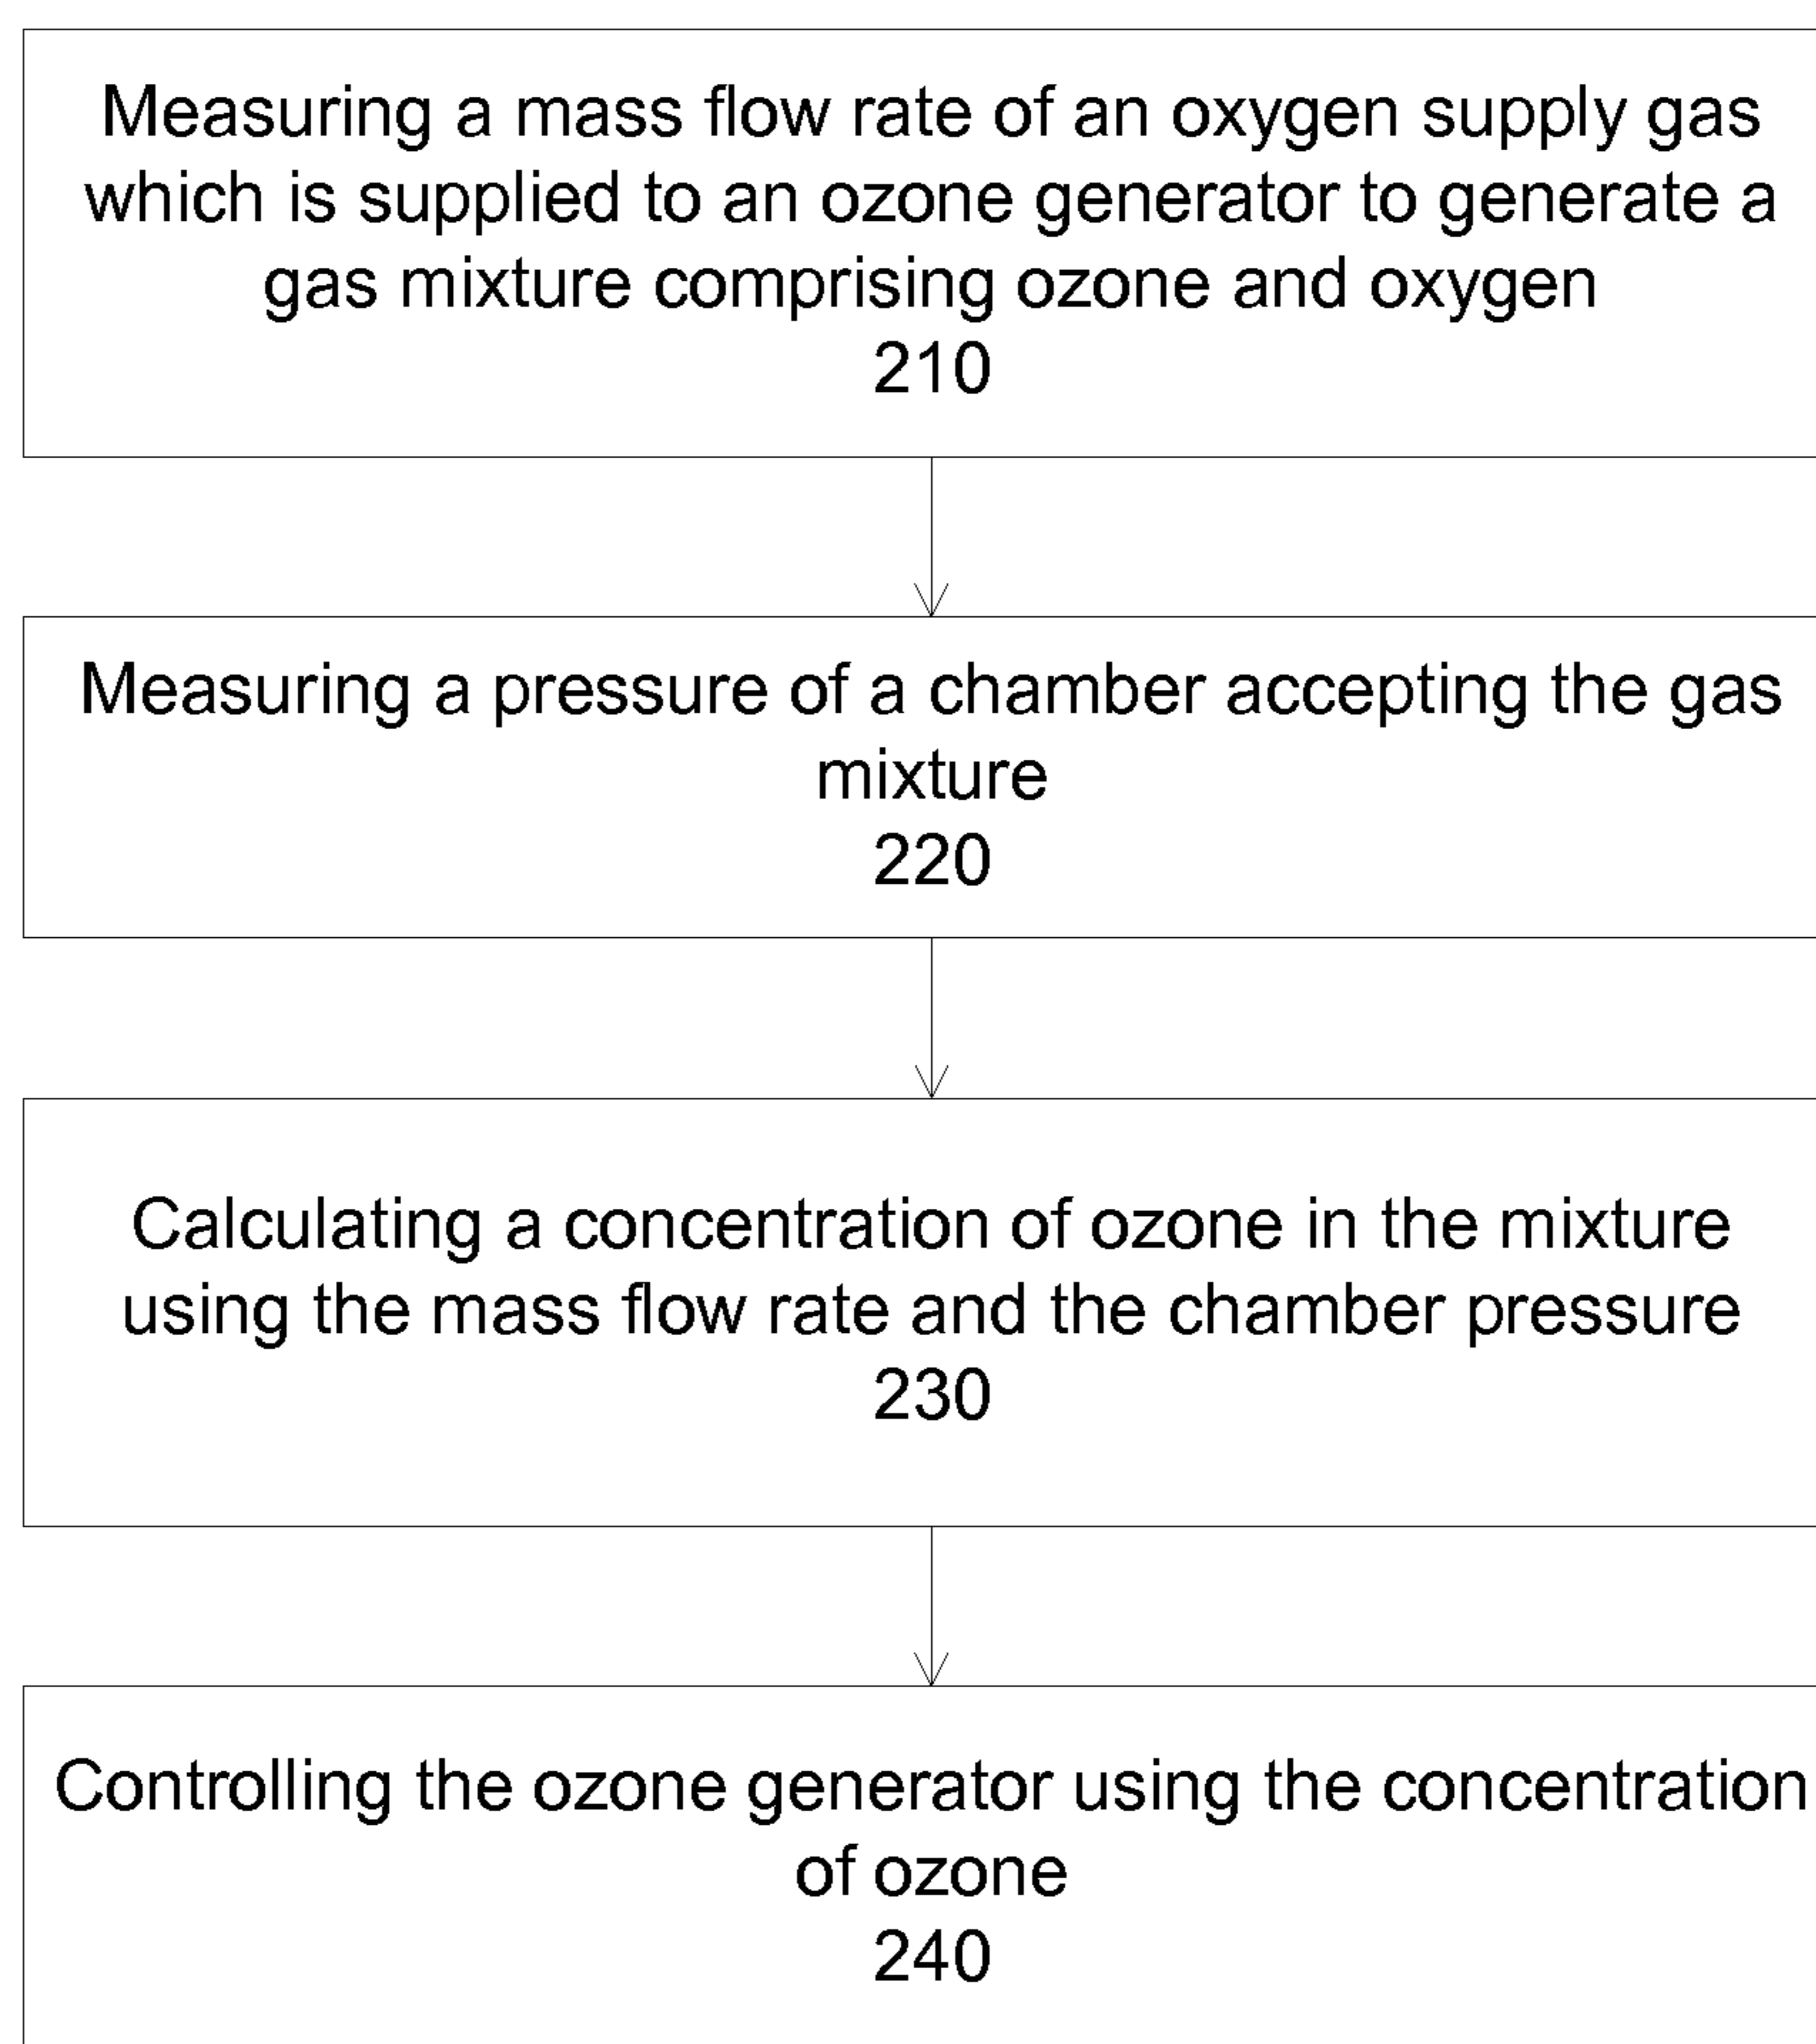 Measuring a mass flow rate of an oxygen supply gas
which is supplied to an ozone generator to generate a
gas mixture comprising ozone and oxygen
210
Measuring a pressure of a chamber accepting the gas
mixture
220
Calculating a concentration of ozone in the mixture
using the mass flow rate and the chamber pressure
230
Controlling the ozone generator using the concentration
of ozone
240